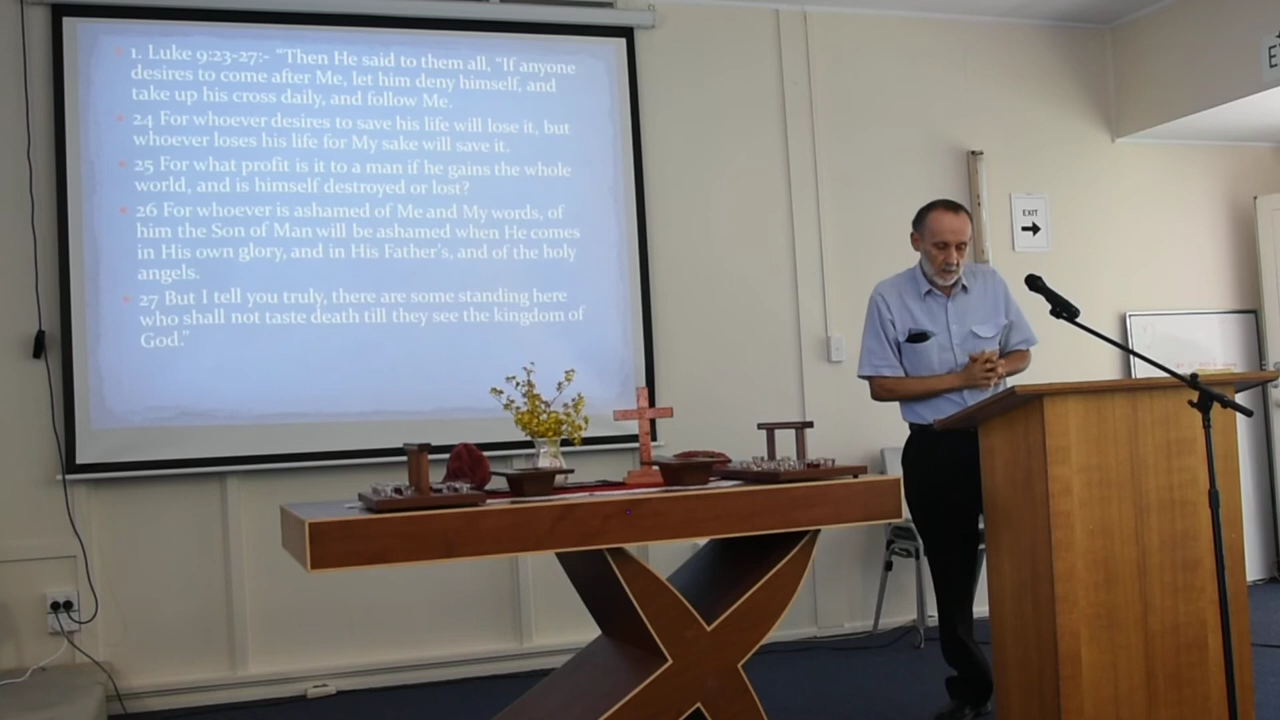 1. Luke 9:23-27:- “Then He said to them all, “If anyone
desires to come after Me, let him deny himself, and
take up his cross daily, and follow Me.
24 For whoever desires to save his life will lose it, but
whoever loses his life for My sake will save it.
25 For what profit is it to a man if he gains the whole
world, and is himself destroyed or lost?
26 For whoever is ashamed of Me and My words, of
him the Son of Man will be ashamed when He comes
in His own glory, and in His Father’s, and of the holy
angels.
27 But I tell you truly, there are some standing here
who shall not taste death till they see the kingdom of
God.”
EXIT